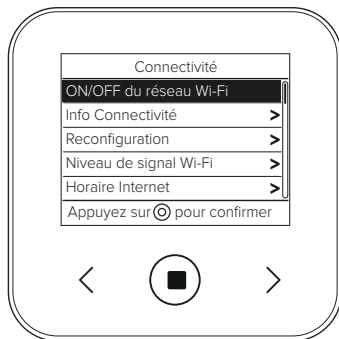 Connectivité
ON/OFF du réseau Wi-Fi
Info Connectivité >
Reconfiguration >
Niveau de signal Wi-Fi >
Horaire Internet >
Appuyez sur ◎ pour confirmer